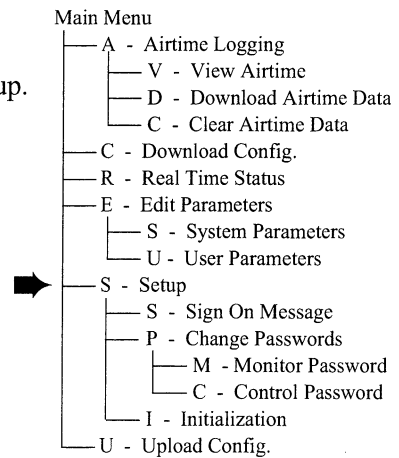 Main Menu
A - Airtime Logging
V - View Airtime
up.
D - Download Airtime Data
C - Clear Airtime Data
C - Download Config.
R - Real Time Status
E - Edit Parameters
S - System Parameters
U - User Parameters
S - Setup
S - Sign On Message
P - Change Passwords
M - Monitor Password
C - Control Password
I - Initialization
U - Upload Config.